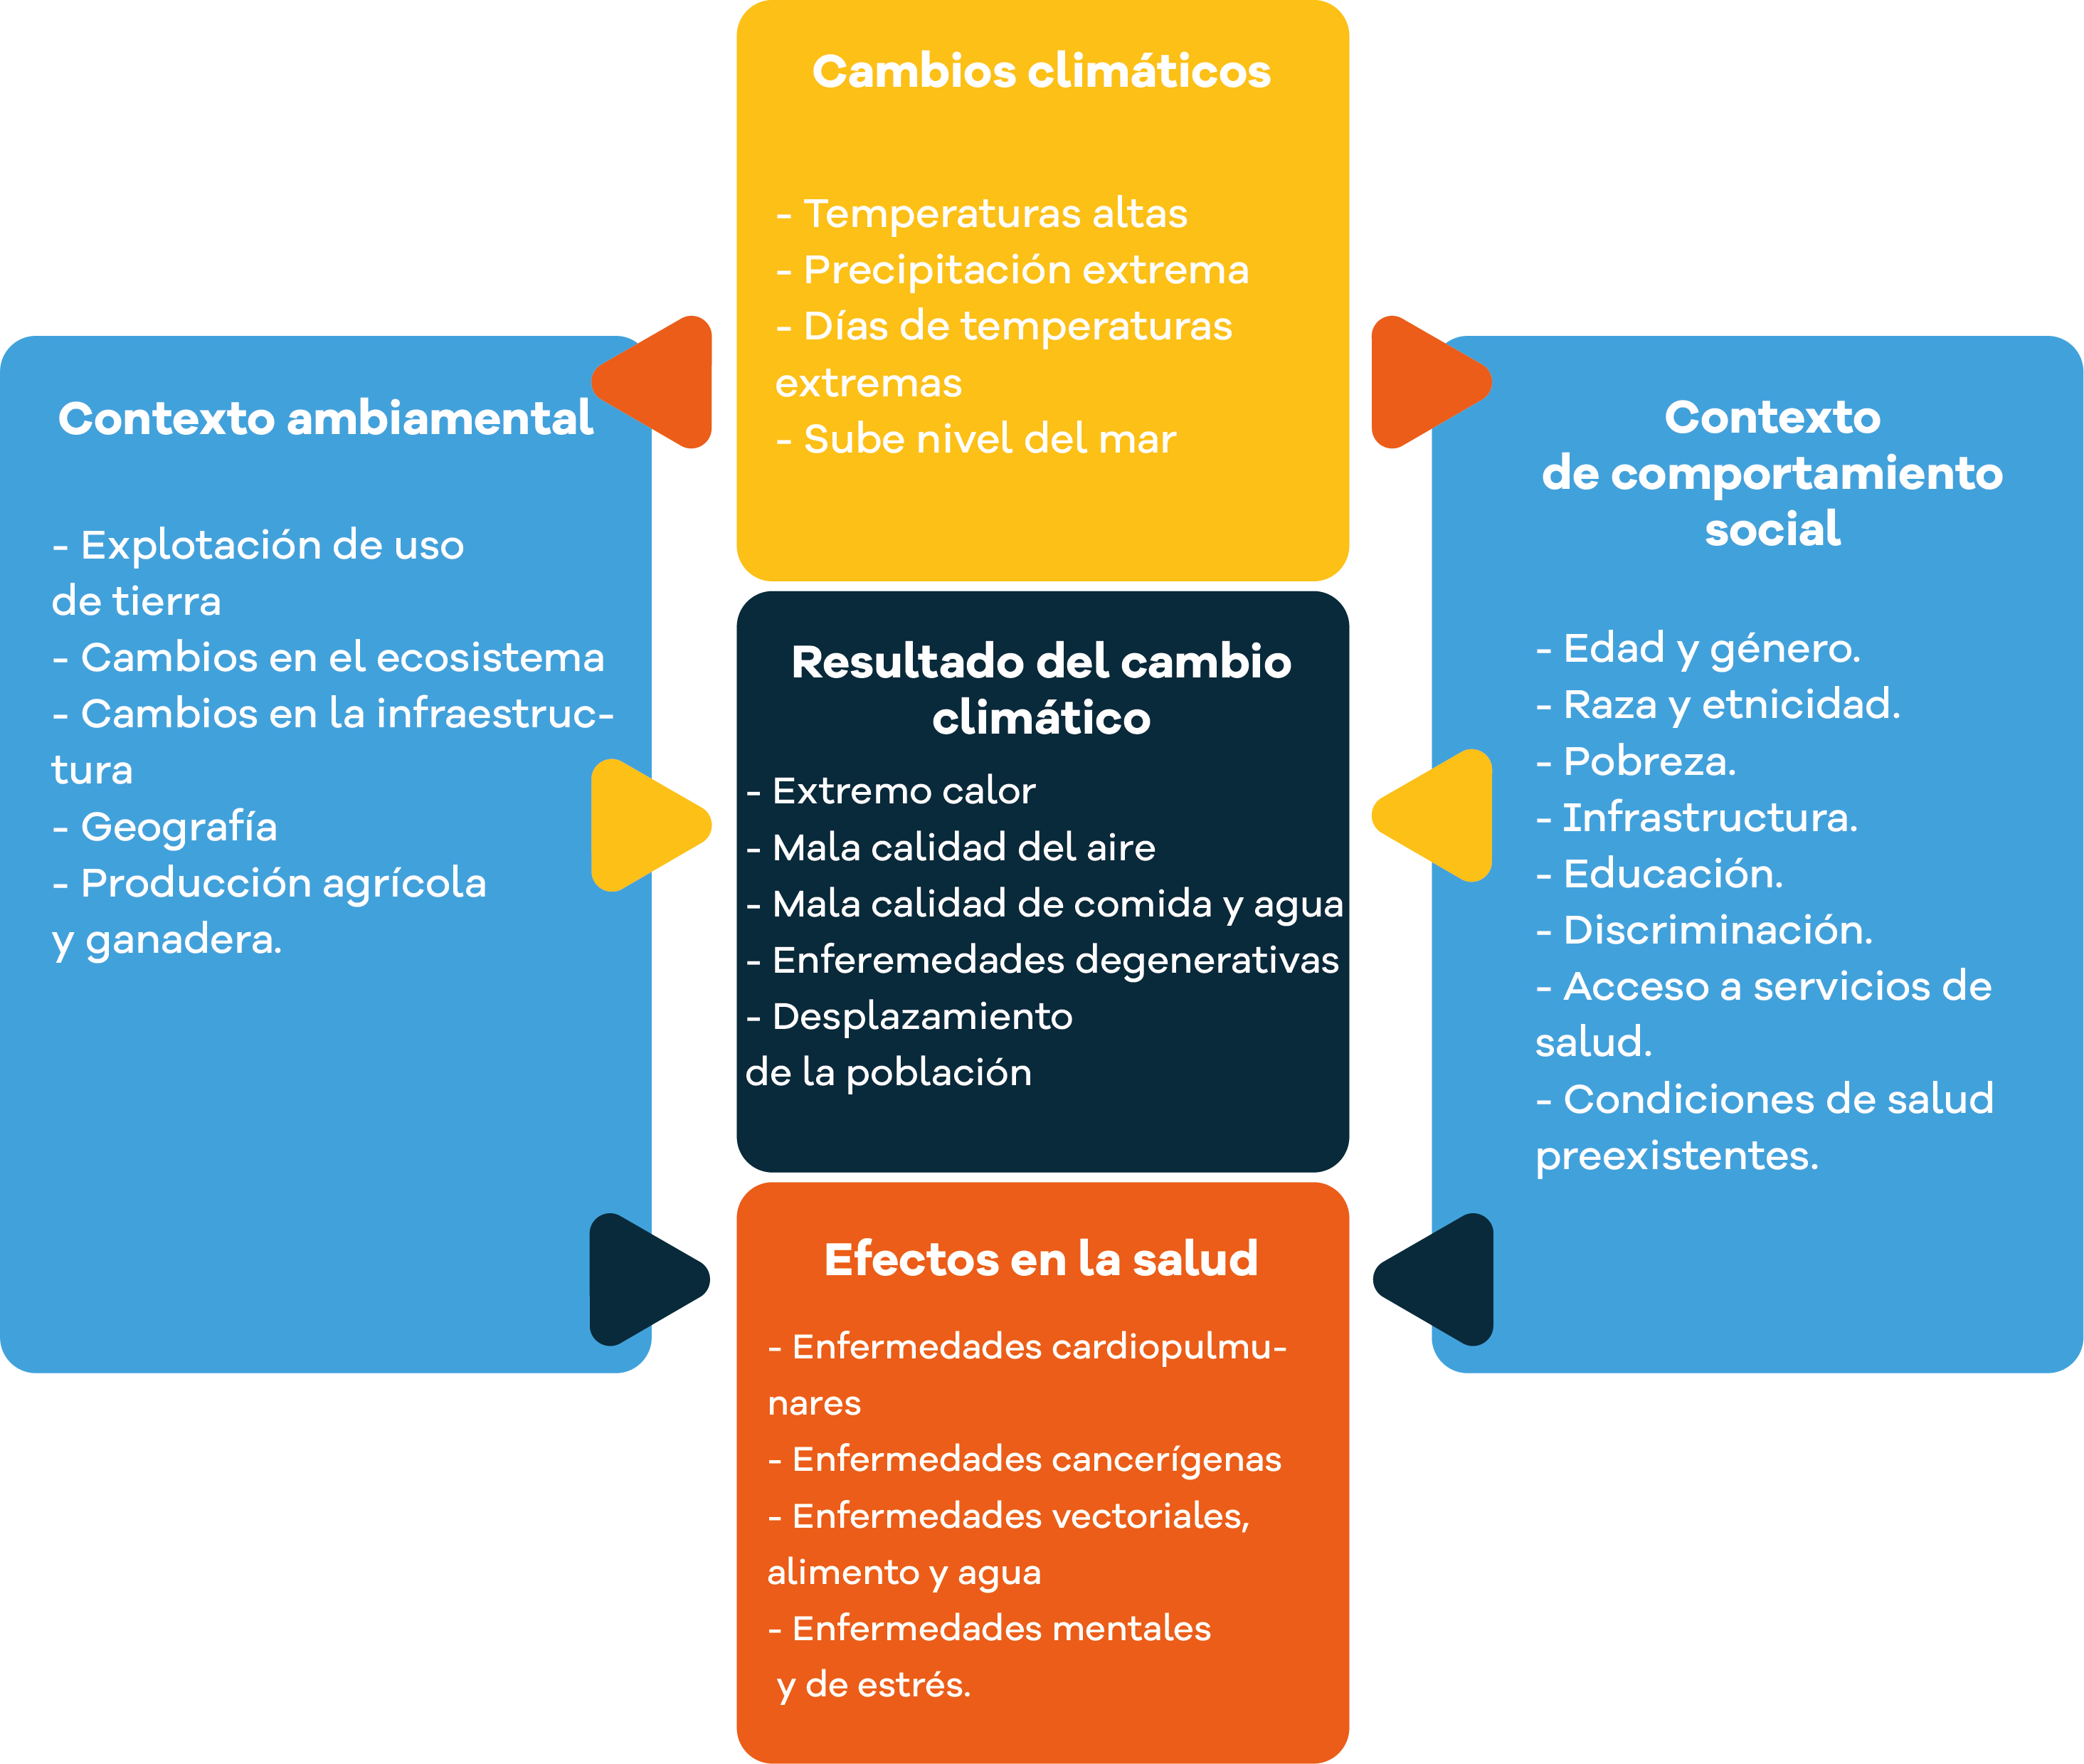 Cambios climáticos
- Temperaturas altas
- Precipitación extrema
- Días de temperaturas
extremas
- Sube nivel del mar
Contexto ambiamental
- Explotación de uso
de tierra
- Cambios en el ecosistema
- Cambios en la infraestruc-
tura
- Geografía
- Producción agrícola
y ganadera.
Resultado del cambio
climático
- Extremo calor
- Mala calidad del aire
- Mala calidad de comida y agua
- Enferemedades degenerativas
- Desplazamiento
de la población
Contexto
de comportamiento
social
- Edad y género.
- Raza y etnicidad.
- Pobreza.
- Infrastructura.
- Educación.
- Discriminación.
- Acceso a servicios de
salud.
- Condiciones de salud
preexistentes.
Efectos en la salud
- Enfermedades cardiopulmu-
nares
- Enfermedades cancerígenas
- Enfermedades vectoriales,
alimento y agua
- Enfermedades mentales
y de estrés.